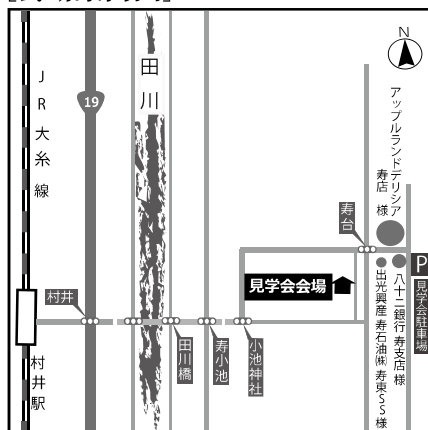 N
JR大糸線
19
田川
アップルランドデリシア
寿店 様
寿台
P
見学会駐車場
見学会会場
村井
八十二銀行 寿支店 様
出光興産 寿石油㈱ 寿東SS様
田川橋
寿小池
小池神社
村井駅